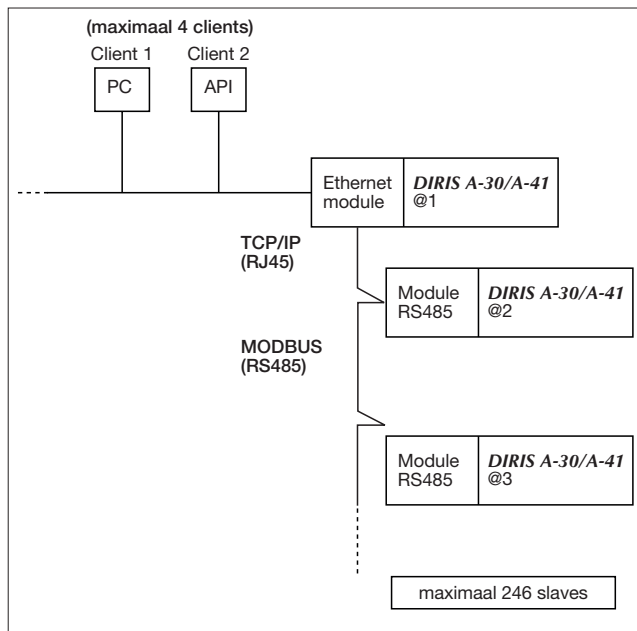 (maximaal 4 clients)
Client 1 Client 2
PC API
Ethernet module
DIRIS A-30/A-41
@1
TCP/IP
(RJ45)
Module
RS485
DIRIS A-30/A-41
@2
MODBUS
(RS485)
Module
RS485
DIRIS A-30/A-41
@3
maximaal 246 slaves